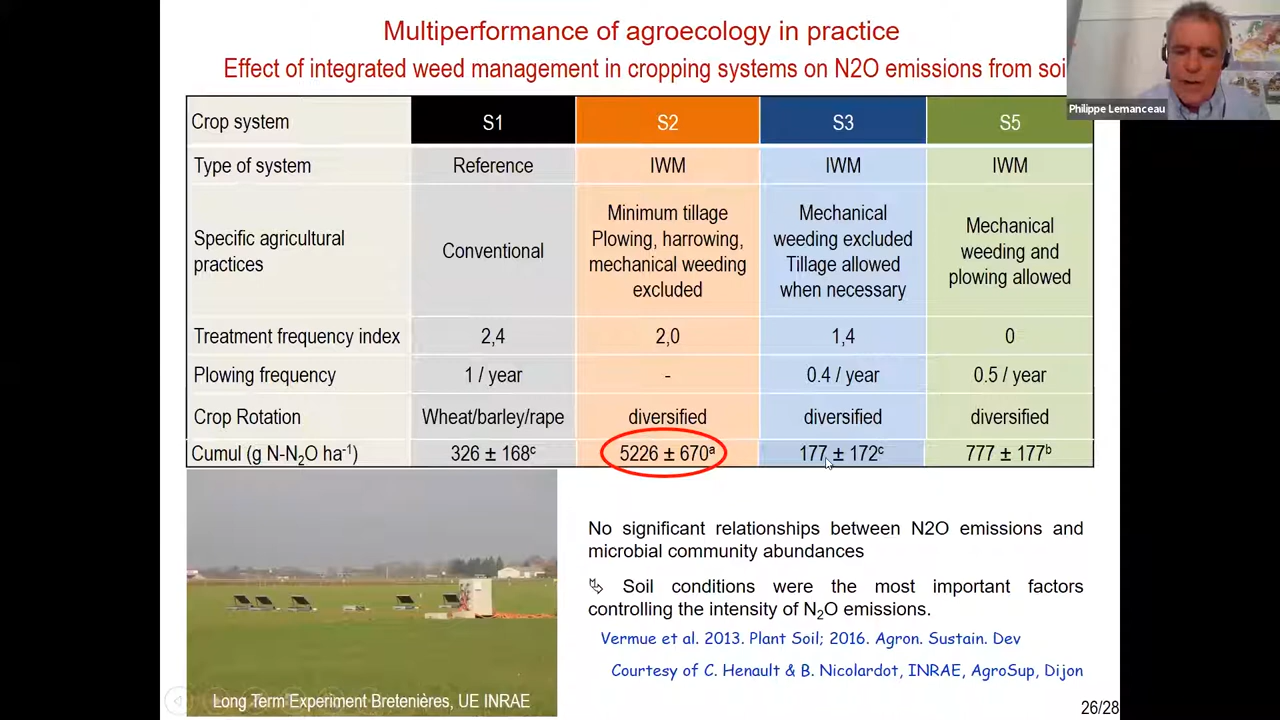 Multiperformance of agroecology in practice
Effect of integrated weed management in cropping systems on N2O emissions from soi
Philippe Lemanceau
Crop system S1 S2 S3 S5
Type of system Reference IWM IWM IWM
Specific agricultural practices
Conventional
Minimum tillage
Plowing, harrowing,
mechanical weeding
excluded
Mechanical
weeding excluded
Tillage allowed
when necessary
Mechanical
weeding and
plowing allowed
Treatment frequency index 2,4 2,0 1,4 0
Plowing frequency 1 / year - 0.4 / year 0.5 / year
Crop Rotation Wheat/barley/rape diversified diversified diversified
Cumul (g N-N₂O ha⁻¹) 326 ± 168ᶜ 5226 ± 670ᵃ 177 ± 172ᶜ 777 ± 177ᵇ
No significant relationships between N2O emissions and
microbial community abundances
Soil conditions were the most important factors
controlling the intensity of N₂O emissions.
Vermue et al. 2013. Plant Soil; 2016. Agron. Sustain. Dev
Courtesy of C. Henault & B. Nicolardot, INRAE, AgroSup, Dijon
Long Term Experiment Bretenières, UE INRAE
26/28